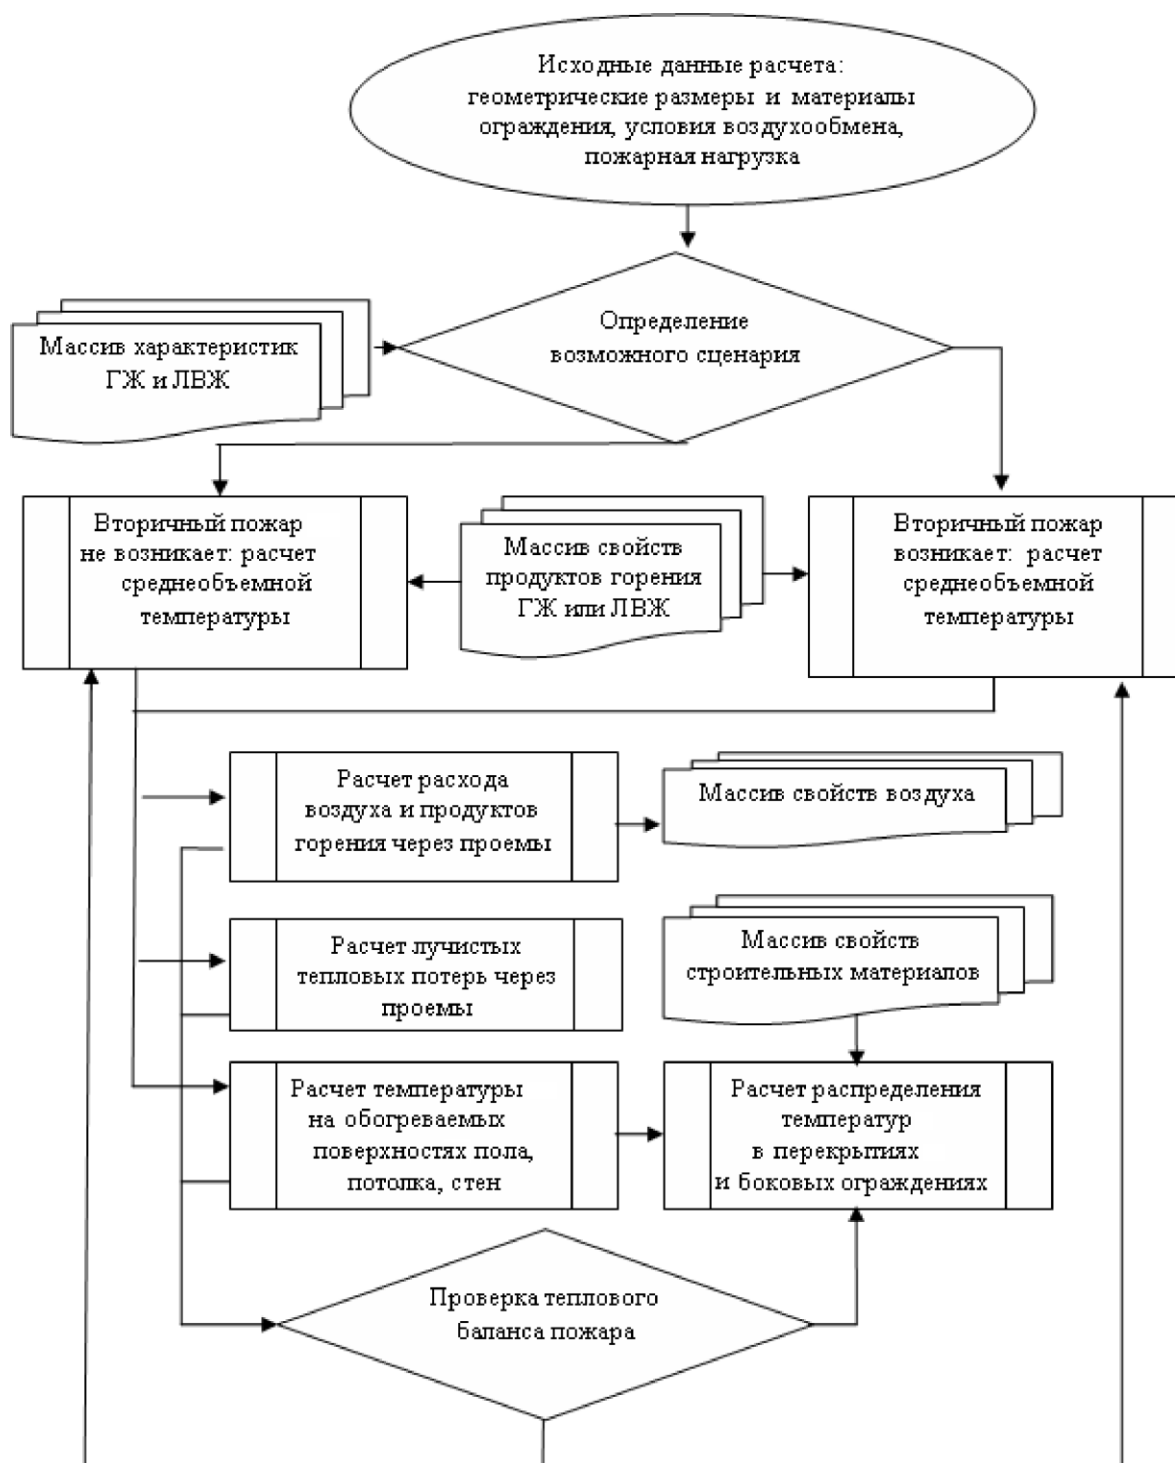 Исходные данные расчета:
геометрические размеры и материалы
ограждения, условия воздухообмена,
пожарная нагрузка
Определение
возможного сценария
Массив характеристик
ГЖ и ЛВЖ
Вторичный пожар
не возникает: расчет
среднеобъемной
температуры
Массив свойств
продуктов горения
ГЖ или ЛВЖ
Вторичный пожар
возникает: расчет
среднеобъемной
температуры
Расчет расхода
воздуха и продуктов
горения через проемы
Массив свойств воздуха
Расчет лучистых
тепловых потерь через
проемы
Массив свойств
строительных материалов
Расчет температуры
на обогреваемых
поверхностях пола,
потолка, стен
Расчет распределения
температур
в перекрытиях
и боковых ограждениях
Проверка теплового
баланса пожара